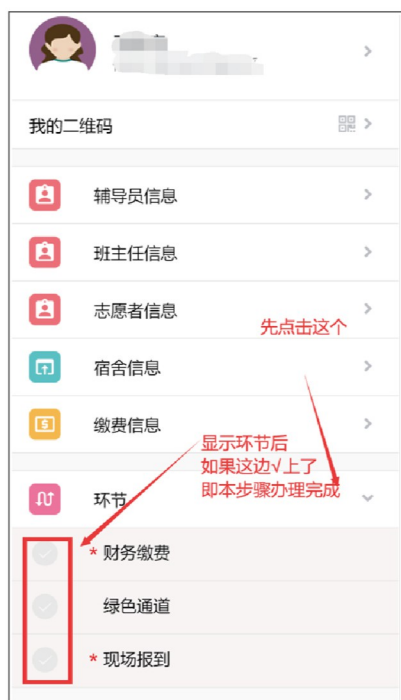 我的二维码
辅导员信息
班主任信息
志愿者信息
先点击这个
宿舍信息
缴费信息
显示环节后
如果这边√上了
即本步骤办理完成
环节
* 财务缴费
绿色通道
* 现场报到